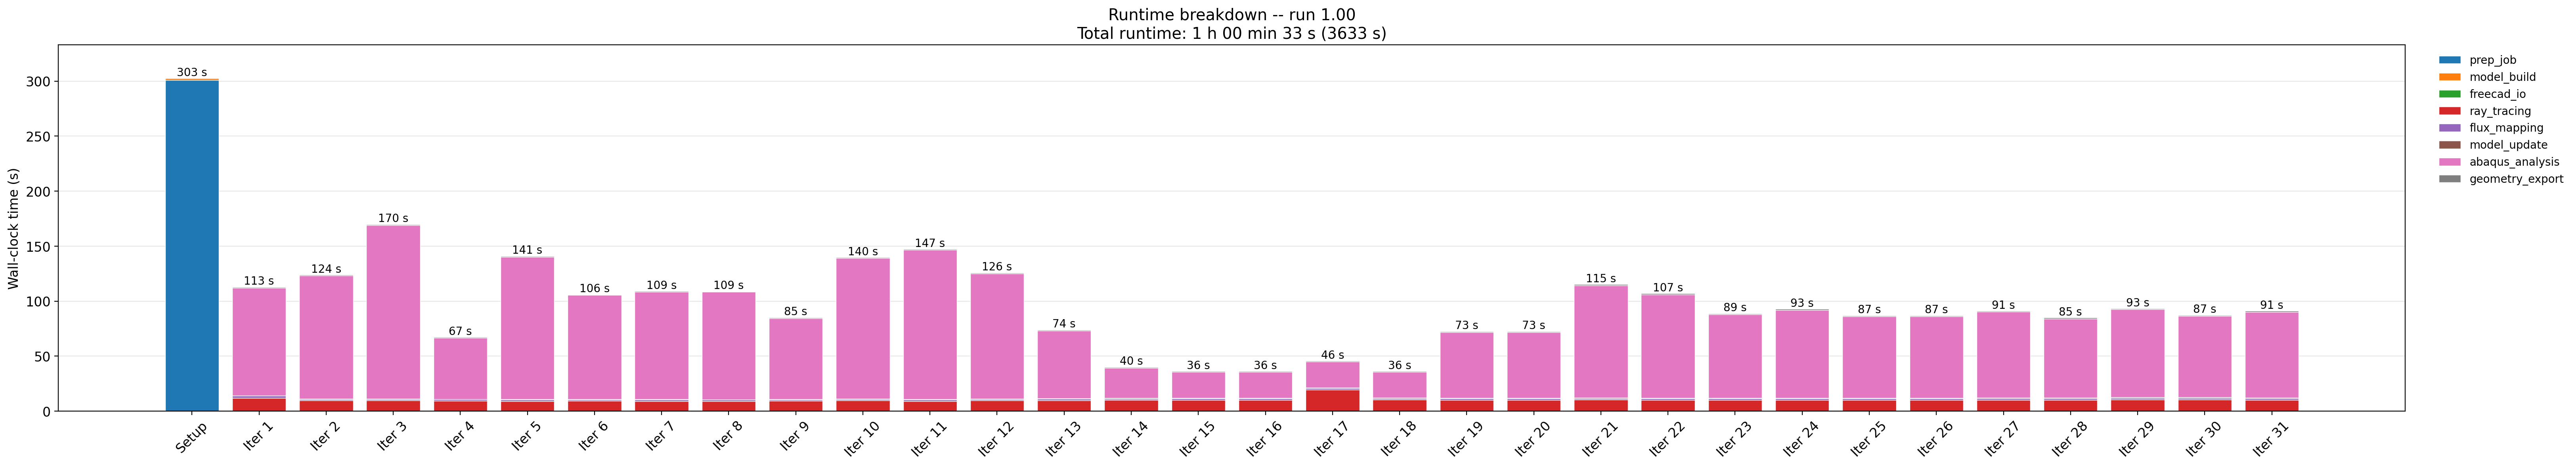 Runtime breakdown -- run 1.00
Total runtime: 1 h 00 min 33 s (3633 s)
Wall-clock time (s)
300
250
200
150
100
50
0
303 s
113 s
124 s
170 s
67 s
141 s
106 s
109 s
109 s
85 s
140 s
147 s
126 s
74 s
40 s
36 s
36 s
46 s
36 s
73 s
73 s
115 s
107 s
89 s
93 s
87 s
87 s
91 s
85 s
93 s
87 s
91 s
Setup
Iter 1
Iter 2
Iter 3
Iter 4
Iter 5
Iter 6
Iter 7
Iter 8
Iter 9
Iter 10
Iter 11
Iter 12
Iter 13
Iter 14
Iter 15
Iter 16
Iter 17
Iter 18
Iter 19
Iter 20
Iter 21
Iter 22
Iter 23
Iter 24
Iter 25
Iter 26
Iter 27
Iter 28
Iter 29
Iter 30
Iter 31
prep_job
model_build
freecad_io
ray_tracing
flux_mapping
model_update
abaqus_analysis
geometry_export